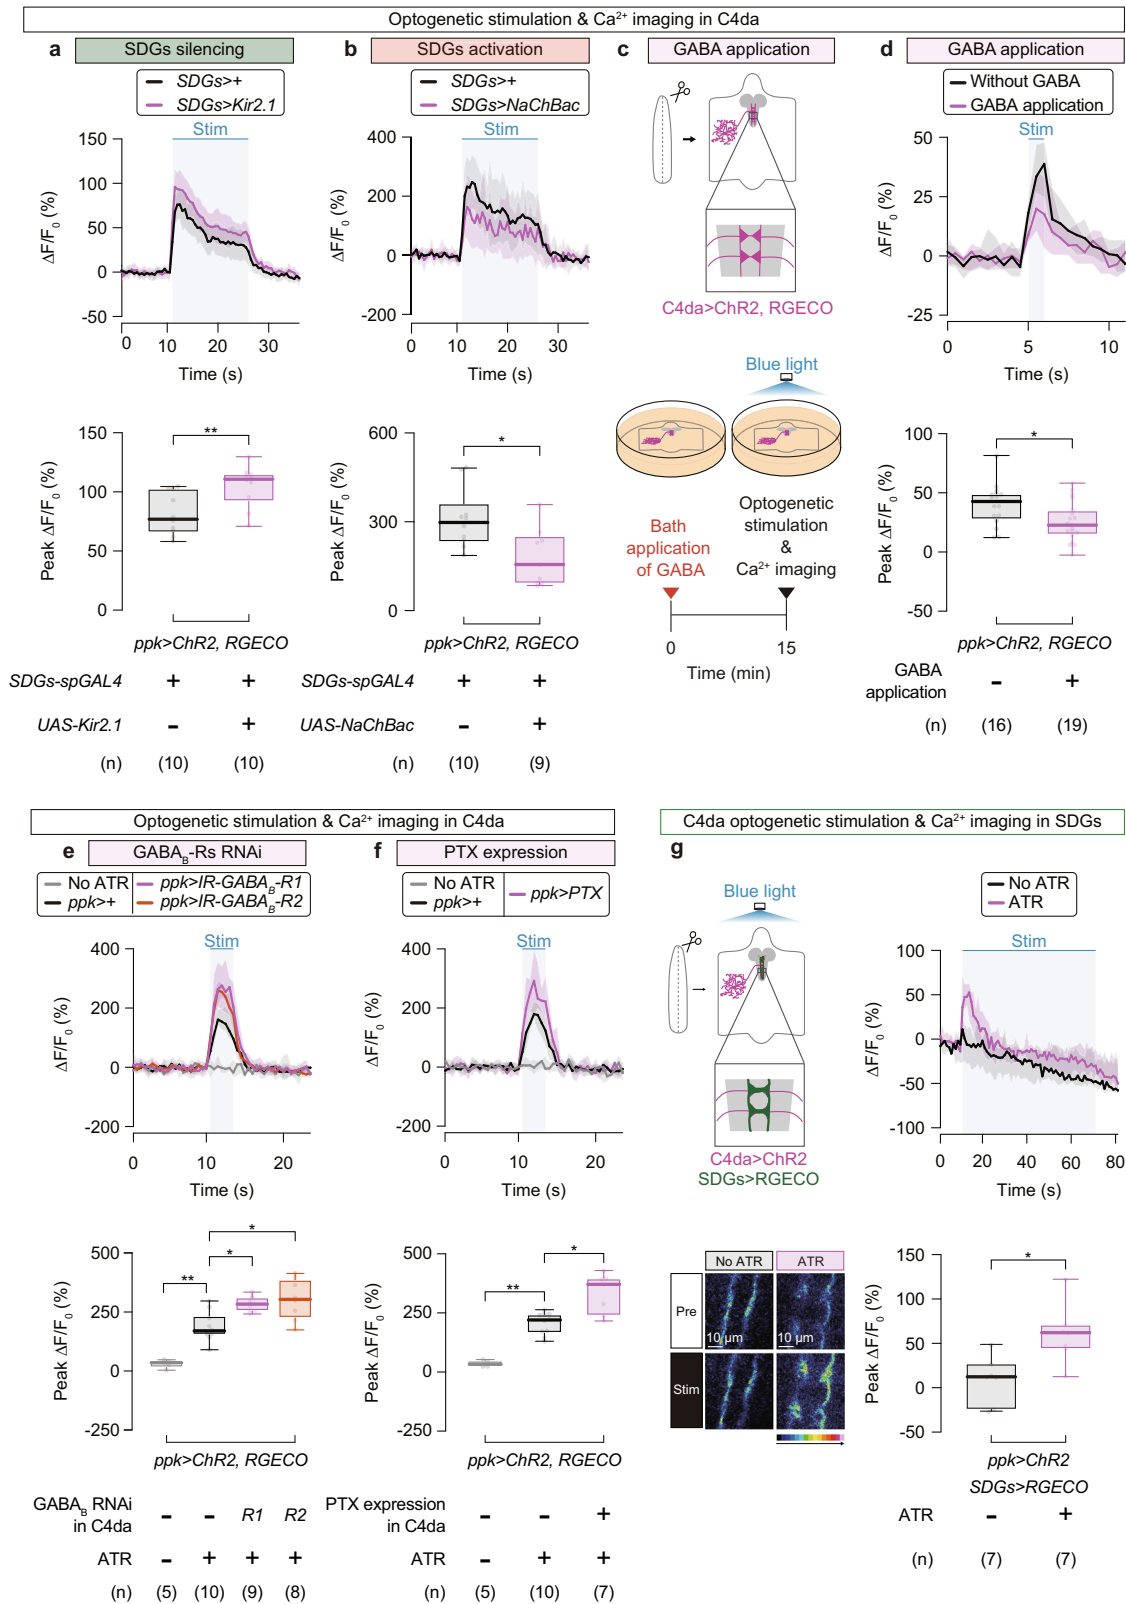 Optogenetic stimulation & Ca²⁺ imaging in C4da
a SDGs silencing
SDGs>+
SDGs>Kir2.1
Stim
150
100
50
0
-50
ΔF/F₀ (%)
0 10 20 30
Time (s)
150
100
50
0
Peak ΔF/F₀ (%)
**
ppk>ChR2, RGECO
SDGs-spGAL4 + +
UAS-Kir2.1 - +
(n) (10) (10)
b SDGs activation
SDGs>+
SDGs>NaChBac
Stim
400
200
0
-200
ΔF/F₀ (%)
0 10 20 30
Time (s)
600
300
0
Peak ΔF/F₀ (%)
*
ppk>ChR2, RGECO
SDGs-spGAL4 + +
UAS-NaChBac - +
(n) (10) (9)
c GABA application
C4da>ChR2, RGECO
Blue light
Bath
application
of GABA
Optogenetic
stimulation
&
Ca²⁺ imaging
0 15
Time (min)
d GABA application
Without GABA
GABA application
Stim
50
25
0
-25
ΔF/F₀ (%)
0 5 10
Time (s)
100
50
0
-50
Peak ΔF/F₀ (%)
*
ppk>ChR2, RGECO
GABA
application - +
(n) (16) (19)
Optogenetic stimulation & Ca²⁺ imaging in C4da
e GABA_B-Rs RNAi
No ATR
ppk>+
ppk>IR-GABA_B-R1
ppk>IR-GABA_B-R2
Stim
400
200
0
-200
ΔF/F₀ (%)
0 10 20
Time (s)
500
250
0
-250
Peak ΔF/F₀ (%)
** * *
ppk>ChR2, RGECO
GABA_B RNAi
in C4da - - R1 R2
ATR - + + +
(n) (5) (10) (9) (8)
f PTX expression
No ATR
ppk>+
ppk>PTX
Stim
400
200
0
-200
ΔF/F₀ (%)
0 10 20
Time (s)
500
250
0
-250
Peak ΔF/F₀ (%)
** *
ppk>ChR2, RGECO
PTX expression
in C4da - - +
ATR - + +
(n) (5) (10) (7)
C4da optogenetic stimulation & Ca²⁺ imaging in SDGs
g
Blue light
C4da>ChR2
SDGs>RGECO
No ATR
ATR
Stim
100
50
0
-50
-100
ΔF/F₀ (%)
0 20 40 60 80
Time (s)
No ATR ATR
Pre
10 µm 10 µm
Stim
150
100
50
0
-50
Peak ΔF/F₀ (%)
*
ppk>ChR2
SDGs>RGECO
ATR - +
(n) (7) (7)